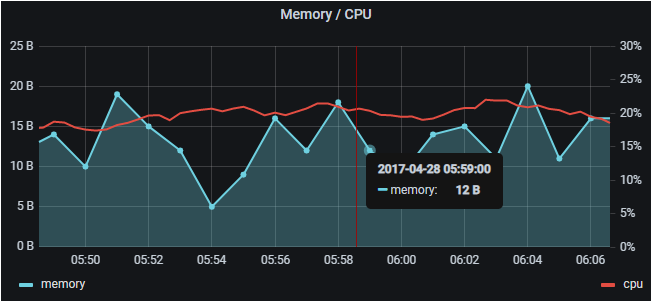 Memory / CPU
25 B
20 B
15 B
10 B
5 B
0 B
30%
25%
20%
15%
10%
5%
0%
2017-04-28 05:59:00
memory: 12 B
05:50
05:52
05:54
05:56
05:58
06:00
06:02
06:04
06:06
memory
cpu